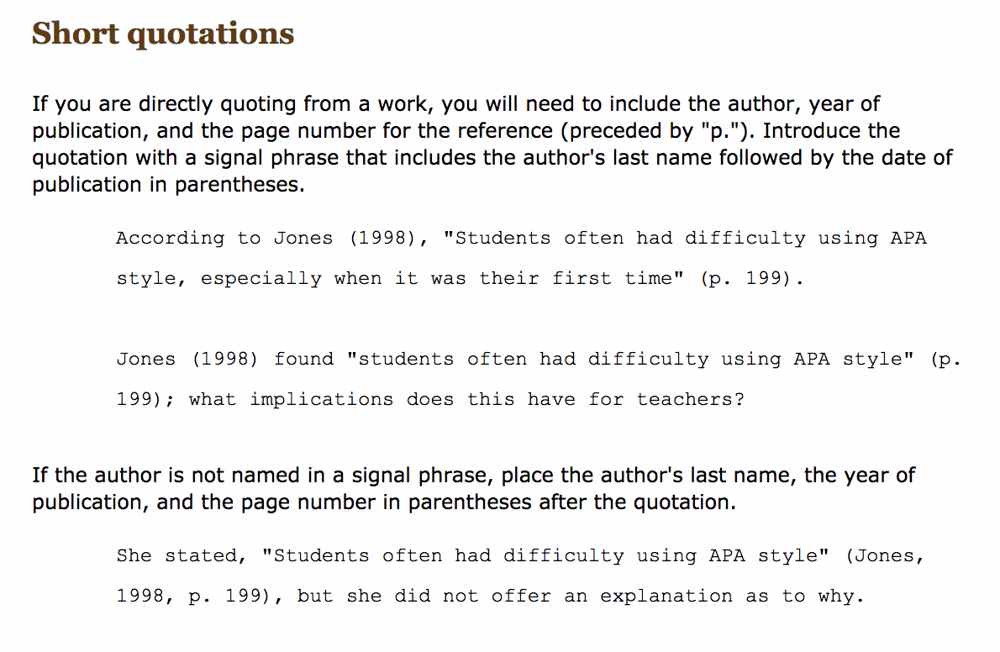 Short quotations
If you are directly quoting from a work, you will need to include the author, year of
publication, and the page number for the reference (preceded by "p."). Introduce the
quotation with a signal phrase that includes the author's last name followed by the date of
publication in parentheses.
According to Jones (1998), "Students often had difficulty using APA
style, especially when it was their first time" (p. 199).
Jones (1998) found "students often had difficulty using APA style" (p.
199); what implications does this have for teachers?
If the author is not named in a signal phrase, place the author's last name, the year of
publication, and the page number in parentheses after the quotation.
She stated, "Students often had difficulty using APA style" (Jones,
1998, p. 199), but she did not offer an explanation as to why.